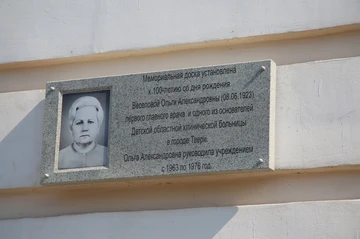 Мемориальная доска установлена
к 100-летию со дня рождения
Ольги Александровны (08.06.1923)
первого главного врача и одного из основателей
Детской областной клинической больницы
в городе Твери.
Ольга Александровна руководила учреждением
с 1963 по 1976 год.